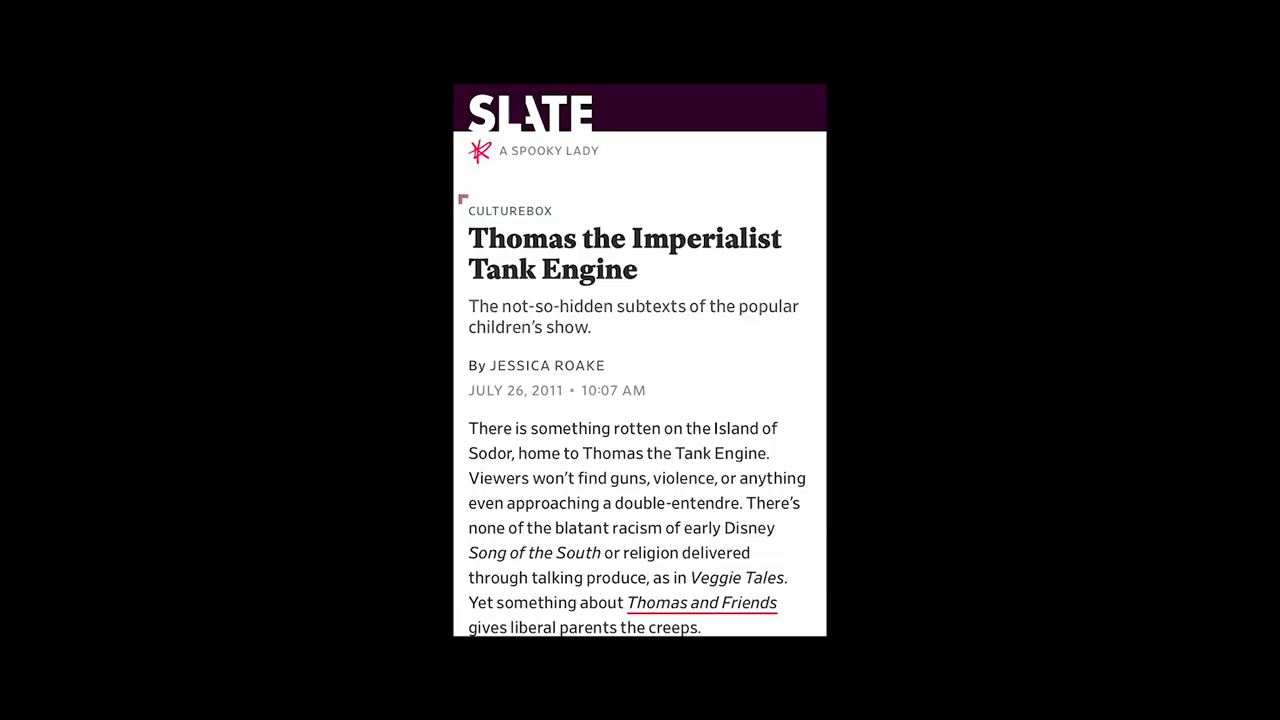 SLATE
A SPOOKY LADY
CULTUREBOX
Thomas the Imperialist
Tank Engine
The not-so-hidden subtexts of the popular
children’s show.
By JESSICA ROAKE
JULY 26, 2011 • 10:07 AM
There is something rotten on the Island of
Sodor, home to Thomas the Tank Engine.
Viewers won’t find guns, violence, or anything
even approaching a double-entendre. There’s
none of the blatant racism of early Disney
Song of the South or religion delivered
through talking produce, as in Veggie Tales.
Yet something about Thomas and Friends
gives liberal parents the creeps.